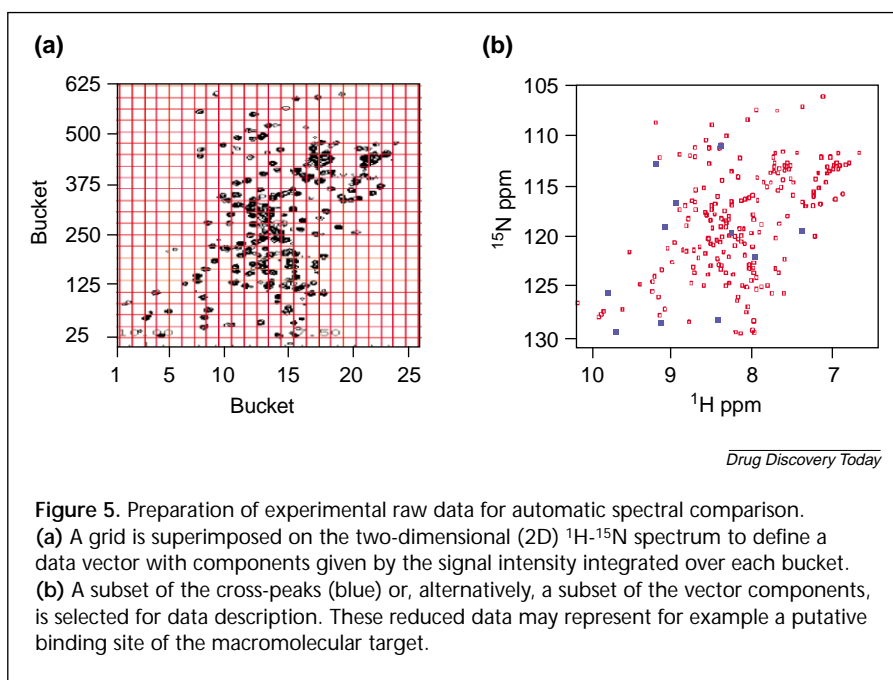 (a)
(b)
625
500
375
250
125
25
Bucket
1 5 10 15 20 25
Bucket
105
110
115
120
125
130
¹⁵N ppm
10 9 8 7
¹H ppm
Drug Discovery Today
Figure 5. Preparation of experimental raw data for automatic spectral comparison.
(a) A grid is superimposed on the two-dimensional (2D) ¹H-¹⁵N spectrum to define a
data vector with components given by the signal intensity integrated over each bucket.
(b) A subset of the cross-peaks (blue) or, alternatively, a subset of the vector components,
is selected for data description. These reduced data may represent for example a putative
binding site of the macromolecular target.